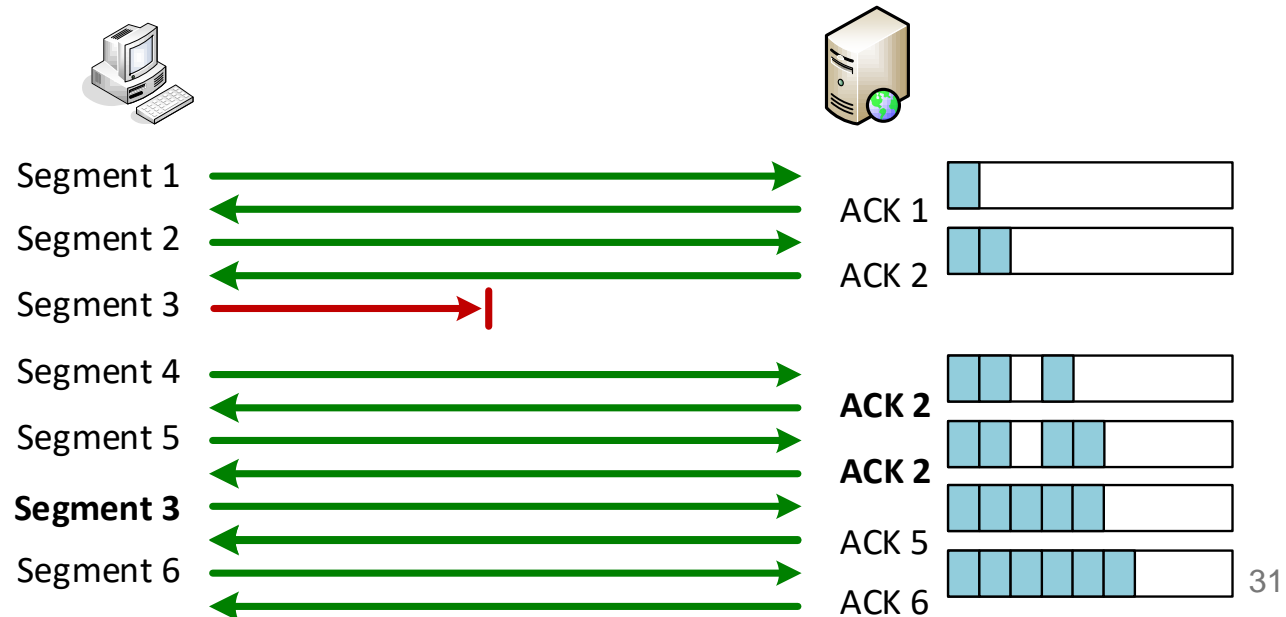 Segment 1
ACK 1
Segment 2
ACK 2
Segment 3
Segment 4
ACK 2
Segment 5
ACK 2
Segment 3
ACK 5
Segment 6
31
ACK 6